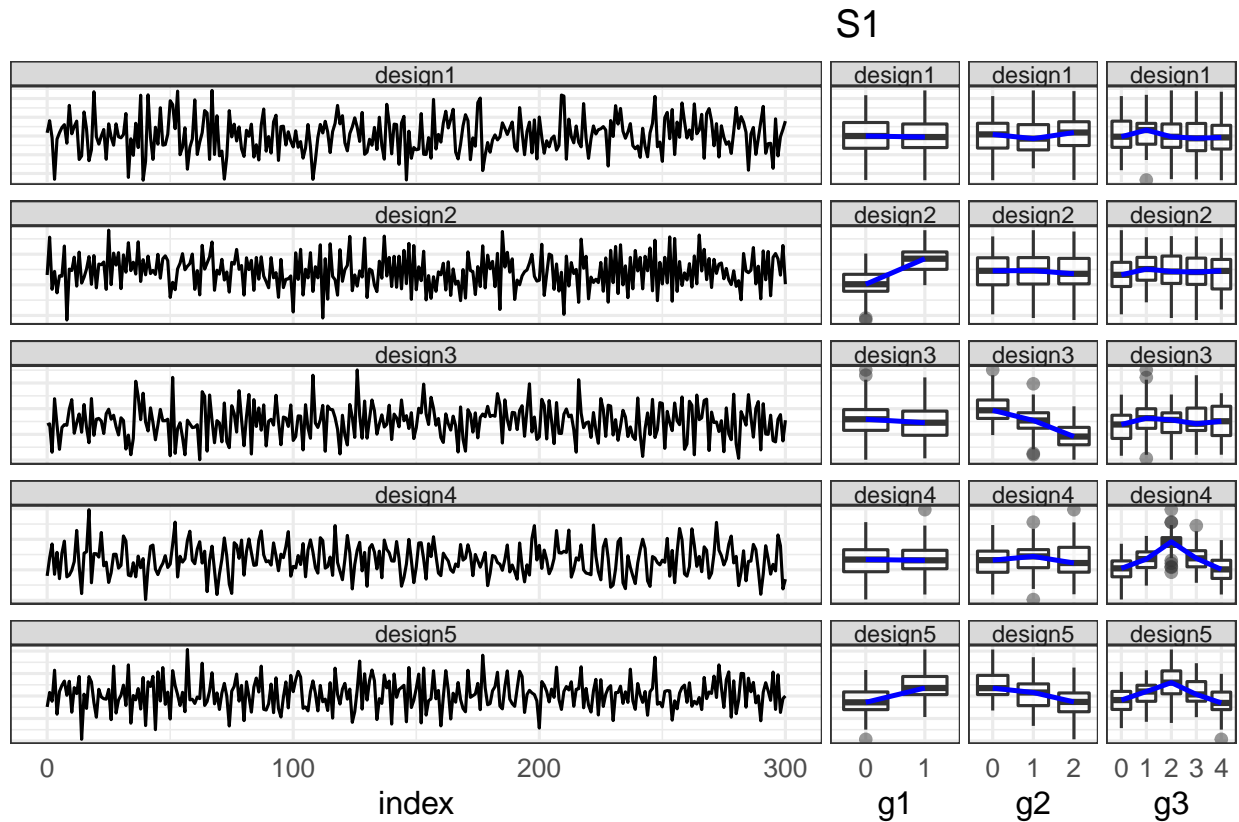 S1
design1 design1 design1 design1
design2 design2 design2 design2
design3 design3 design3 design3
design4 design4 design4 design4
design5 design5 design5 design5
0 100 200 300 0 1 0 1 2 0 1 2 3 4
index g1 g2 g3